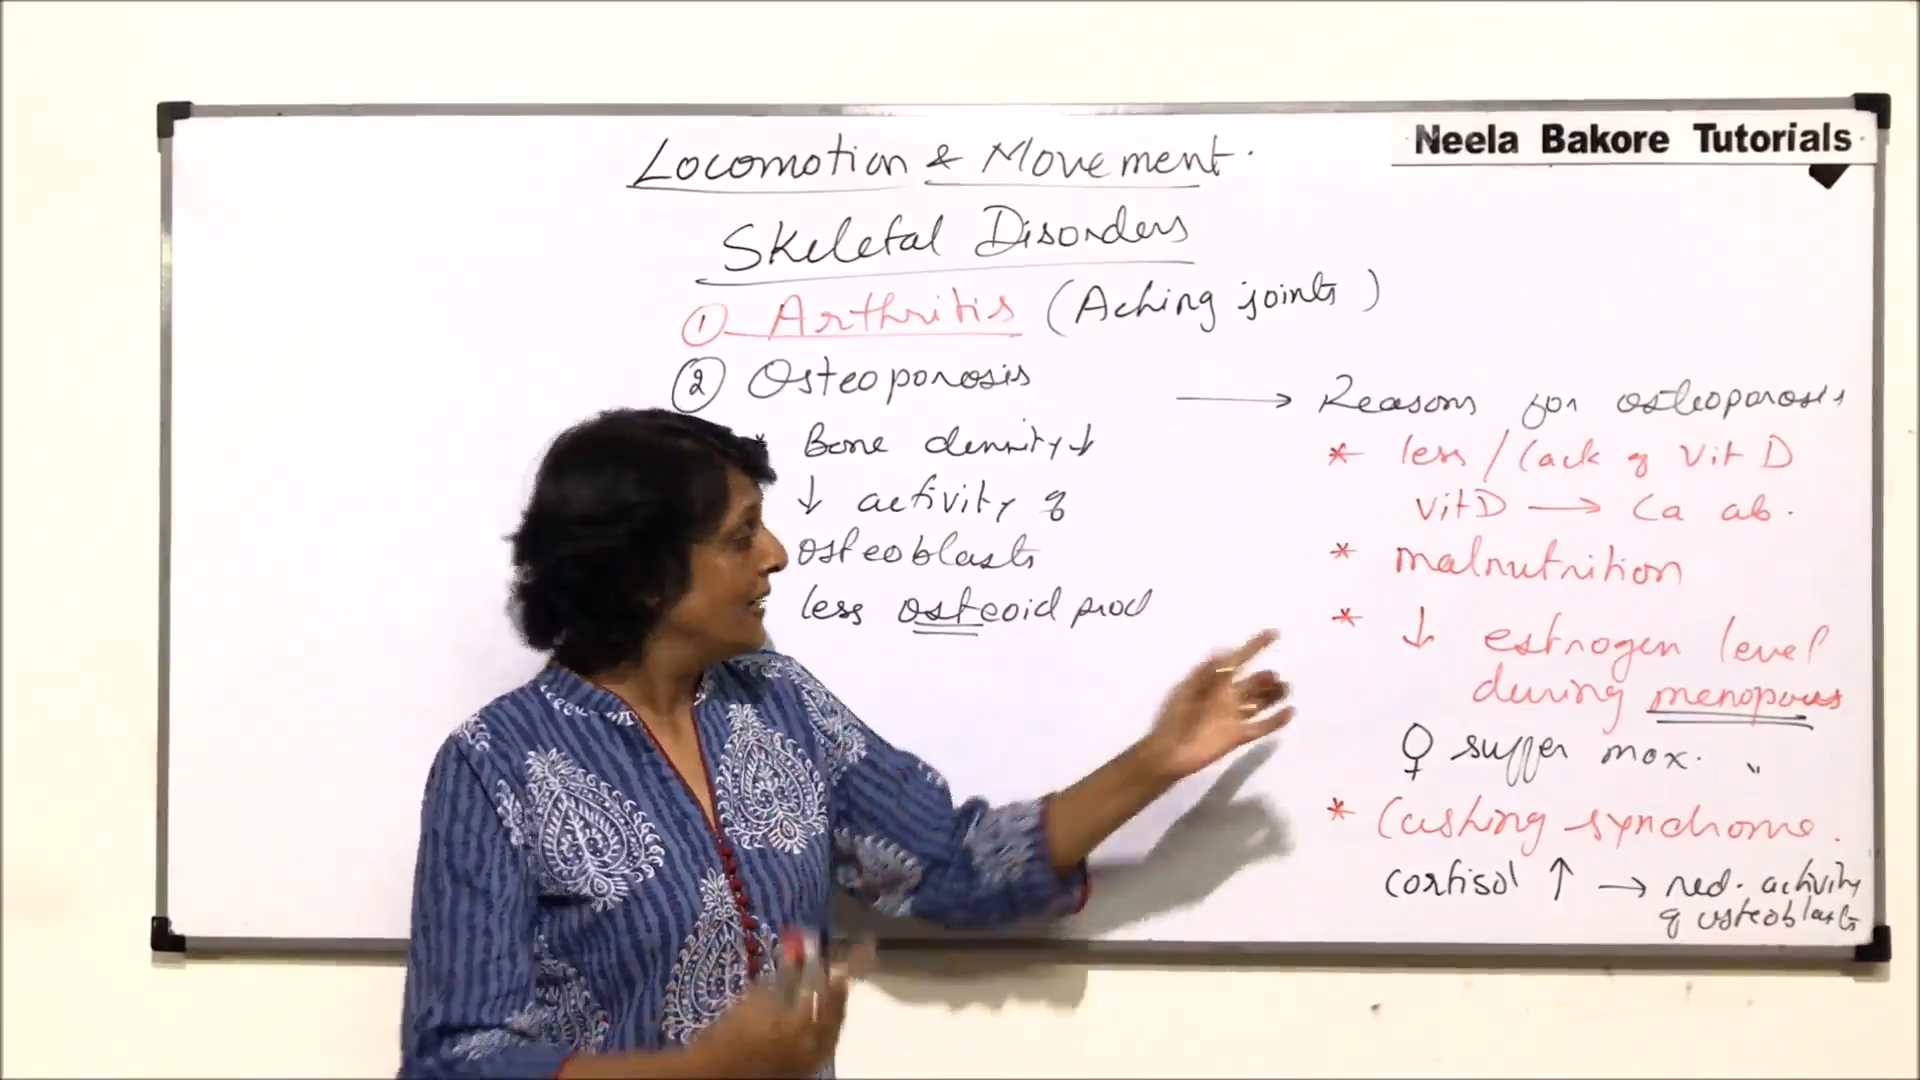 Neela Bakore Tutorials
Locomotion & Movement.
Skeletal Disorders
① Arthritis (Aching joints)
② Osteoporosis
* Bone density ↓
↓ activity of
osteoblasts
less osteoid prod
→ Reasons for osteoporosis
* less / lack of Vit D
Vit D → Ca ab.
* malnutrition
* ↓ estrogen level
during menopaus
♀ suffer max. "
* Cushing syndrome.
cortisol ↑ → red. activity
of osteoblasts